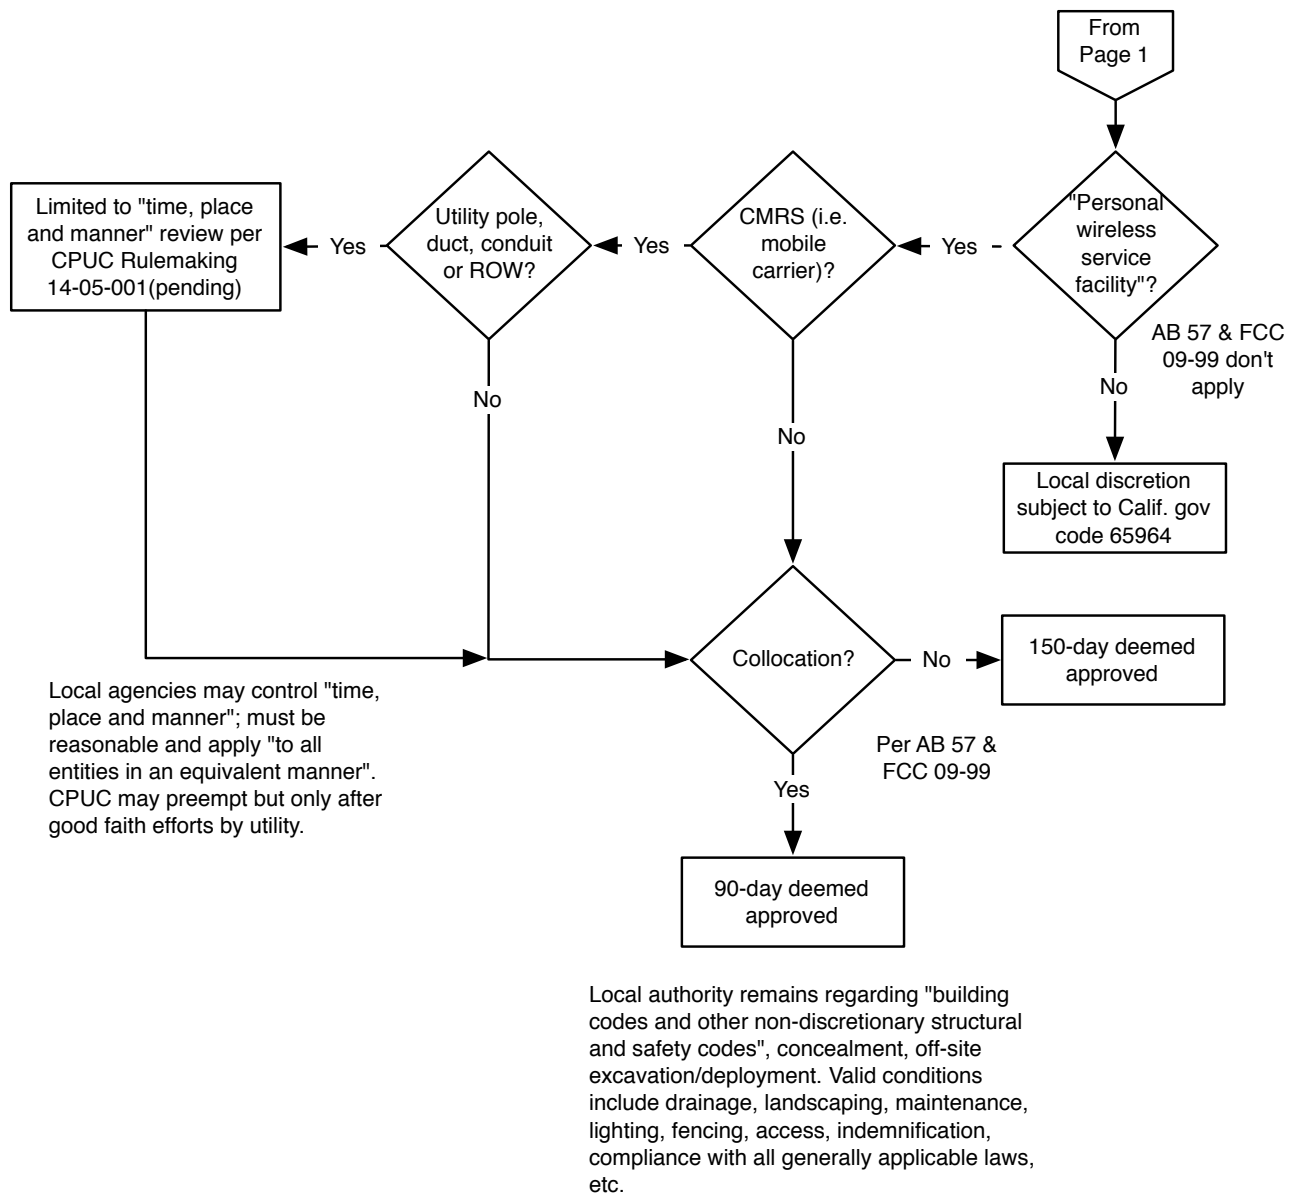 From
Page 1
Limited to "time, place
and manner" review per
CPUC Rulemaking
14-05-001(pending)
Yes
Utility pole,
duct, conduit
or ROW?
Yes
CMRS (i.e.
mobile
carrier)?
Yes
"Personal
wireless
service
facility"?
AB 57 & FCC
09-99 don't
apply
No
No
No
Local discretion
subject to Calif. gov
code 65964
Collocation?
No
150-day deemed
approved
Local agencies may control "time,
place and manner"; must be
reasonable and apply "to all
entities in an equivalent manner".
CPUC may preempt but only after
good faith efforts by utility.
Per AB 57 &
FCC 09-99
Yes
90-day deemed
approved
Local authority remains regarding "building
codes and other non-discretionary structural
and safety codes", concealment, off-site
excavation/deployment. Valid conditions
include drainage, landscaping, maintenance,
lighting, fencing, access, indemnification,
compliance with all generally applicable laws,
etc.